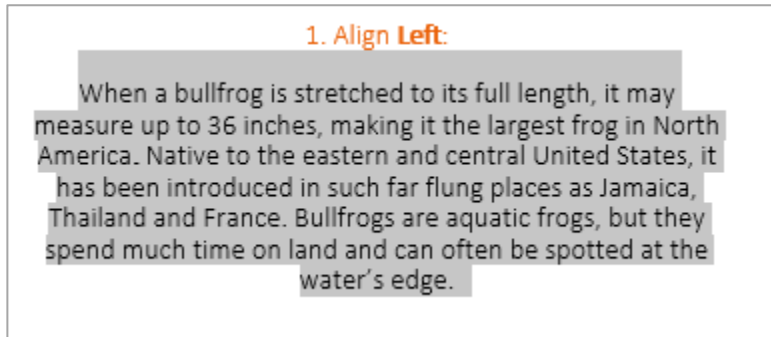 1. Align Left:
When a bullfrog is stretched to its full length, it may
measure up to 36 inches, making it the largest frog in North
America. Native to the eastern and central United States, it
has been introduced in such far flung places as Jamaica,
Thailand and France. Bullfrogs are aquatic frogs, but they
spend much time on land and can often be spotted at the
water’s edge.